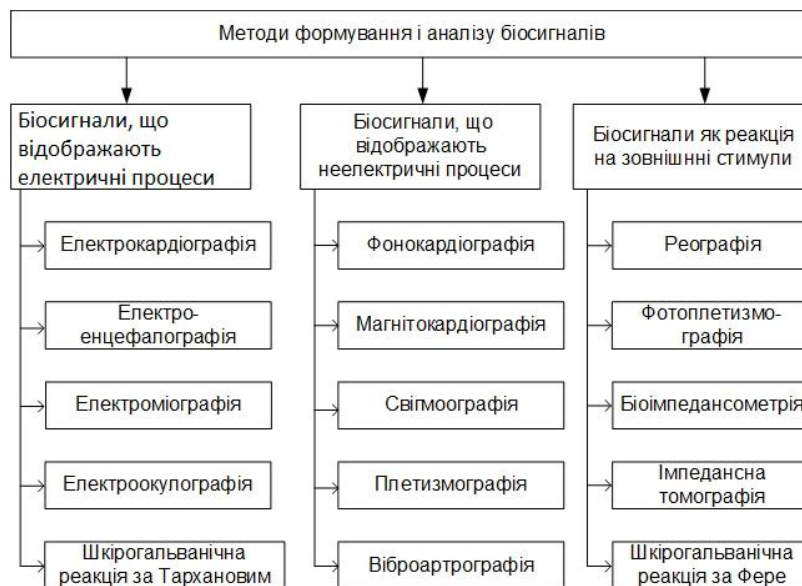 Методи формування і аналізу біосигналів
Біосигнали, що
відображають
електричні процеси
Електрокардіографія
Електро-
енцефалографія
Електроміографія
Електроокулографія
Шкірогальванічна
реакція за Тархановим
Біосигнали, що
відображають
неелектричні процеси
Фонокардіографія
Магнітокардіографія
Свігмоографія
Плетизмографія
Віброартрографія
Біосигнали як реакція
на зовнішнні стимули
Реографія
Фотоплетизмо-
графія
Біоімпедансометрія
Імпедансна
томографія
Шкірогальванічна
реакція за Фере